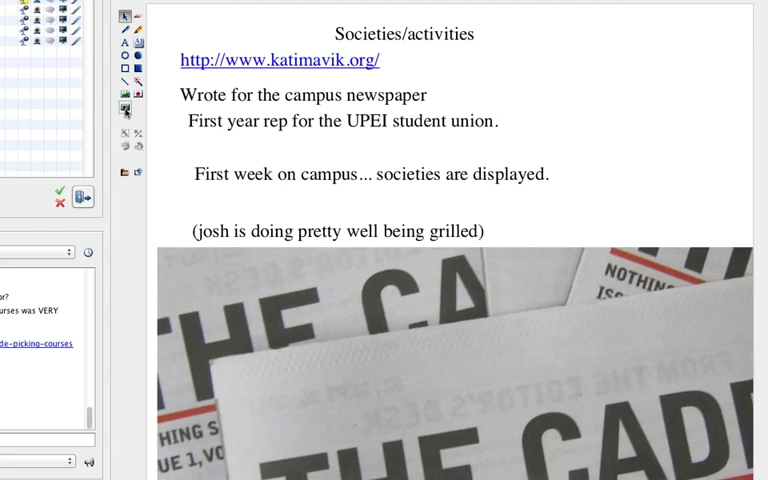 Societies/activities
http://www.katimavik.org/
Wrote for the campus newspaper
First year rep for the UPEI student union.
First week on campus... societies are displayed.
(josh is doing pretty well being grilled)
or?
urses was VERY
de-picking-courses
THE CA
NOTHIN
ISS
FROM THE EDITOR'S DESK
HING S
UE 1, VO
THE CAD